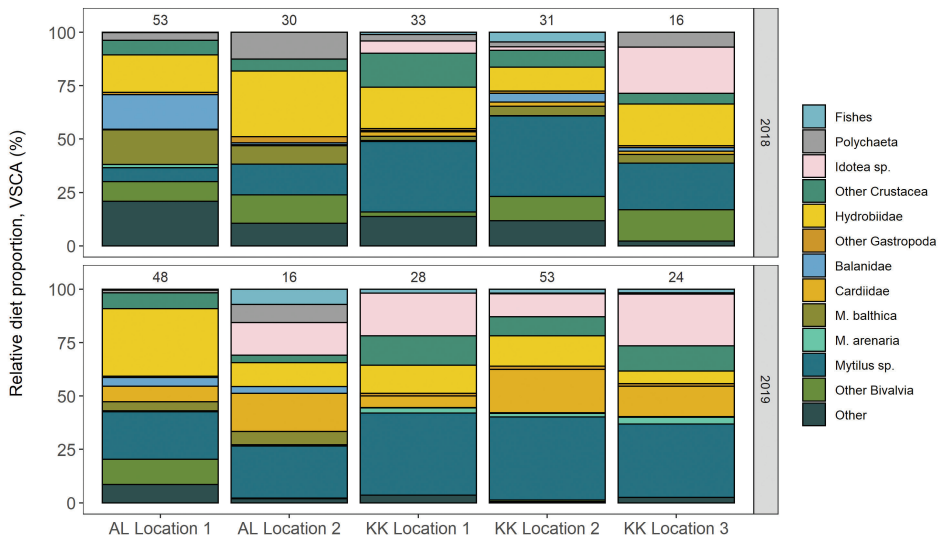 Relative diet proportion, VSCA (%)
53 30 33 31 16
100
75
50
25
0
2018
48 16 28 53 24
100
75
50
25
0
2019
AL Location 1 AL Location 2 KK Location 1 KK Location 2 KK Location 3
Fishes
Polychaeta
Idotea sp.
Other Crustacea
Hydrobiidae
Other Gastropoda
Balanidae
Cardiidae
M. balthica
M. arenaria
Mytilus sp.
Other Bivalvia
Other